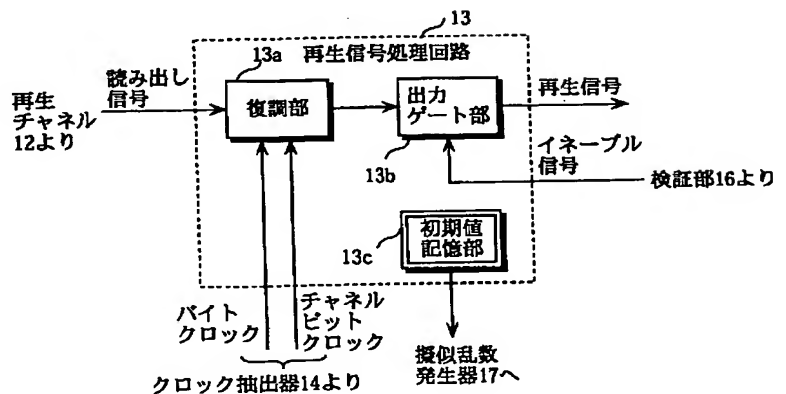 13
13a
再生信号処理回路
読み出し
信号
再生
チャネル
12より
復調部
出力
ゲート部
再生信号
イネーブル
信号
13b
検証部16より
初期値
記憶部
13c
バイト
クロック
チャネル
ビット
クロック
擬似乱数
発生器17へ
クロック抽出器14より